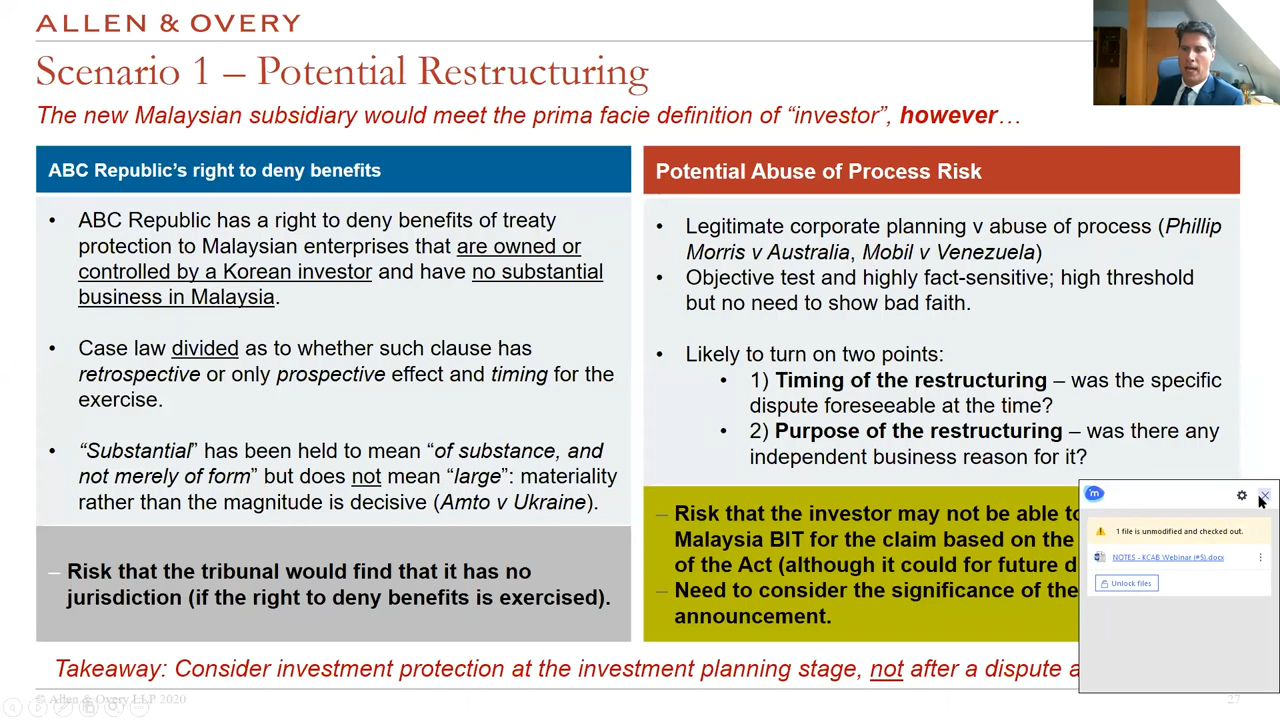 ALLEN & OVERY
Scenario 1 – Potential Restructuring
The new Malaysian subsidiary would meet the prima facie definition of “investor”, however…
ABC Republic’s right to deny benefits
• ABC Republic has a right to deny benefits of treaty
protection to Malaysian enterprises that are owned or
controlled by a Korean investor and have no substantial
business in Malaysia.
• Case law divided as to whether such clause has
retrospective or only prospective effect and timing for the
exercise.
• “Substantial” has been held to mean “of substance, and
not merely of form” but does not mean “large”: materiality
rather than the magnitude is decisive (Amto v Ukraine).
– Risk that the tribunal would find that it has no
jurisdiction (if the right to deny benefits is exercised).
Potential Abuse of Process Risk
• Legitimate corporate planning v abuse of process (Phillip
Morris v Australia, Mobil v Venezuela)
• Objective test and highly fact-sensitive; high threshold
but no need to show bad faith.
• Likely to turn on two points:
• 1) Timing of the restructuring – was the specific
dispute foreseeable at the time?
• 2) Purpose of the restructuring – was there any
independent business reason for it?
– Risk that the investor may not be able to
Malaysia BIT for the claim based on the
of the Act (although it could for future d
– Need to consider the significance of the
announcement.
m
1 file is unmodified and checked out.
NOTES - KCAB Webinar (#5).docx
Unlock files
Takeaway: Consider investment protection at the investment planning stage, not after a dispute a
© Allen & Overy LLP 2020
27